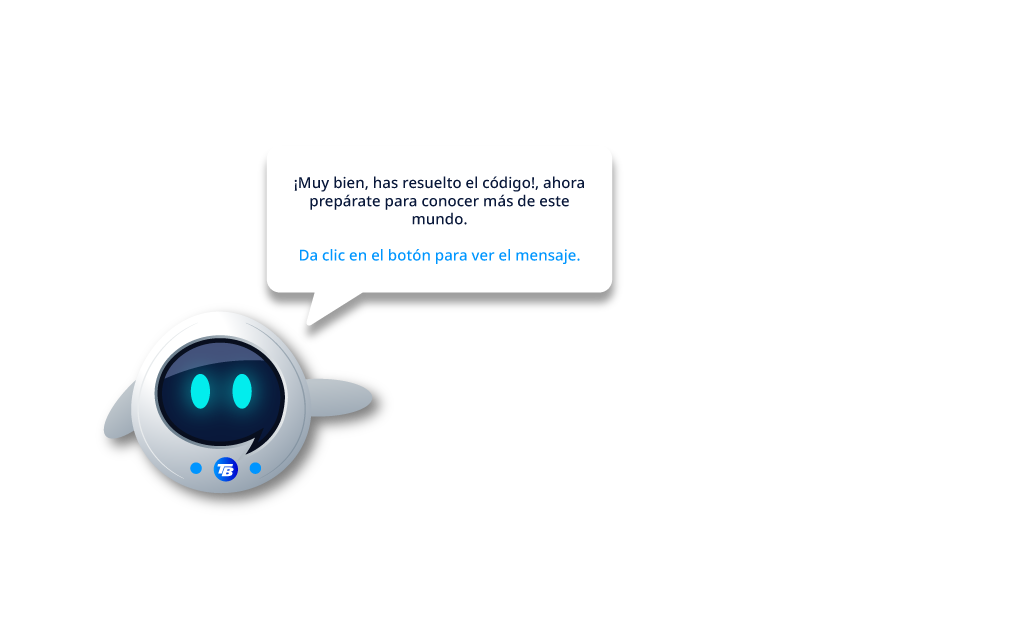 ¡Muy bien, has resuelto el código!, ahora
prepárate para conocer más de este
mundo.
Da clic en el botón para ver el mensaje.
TB